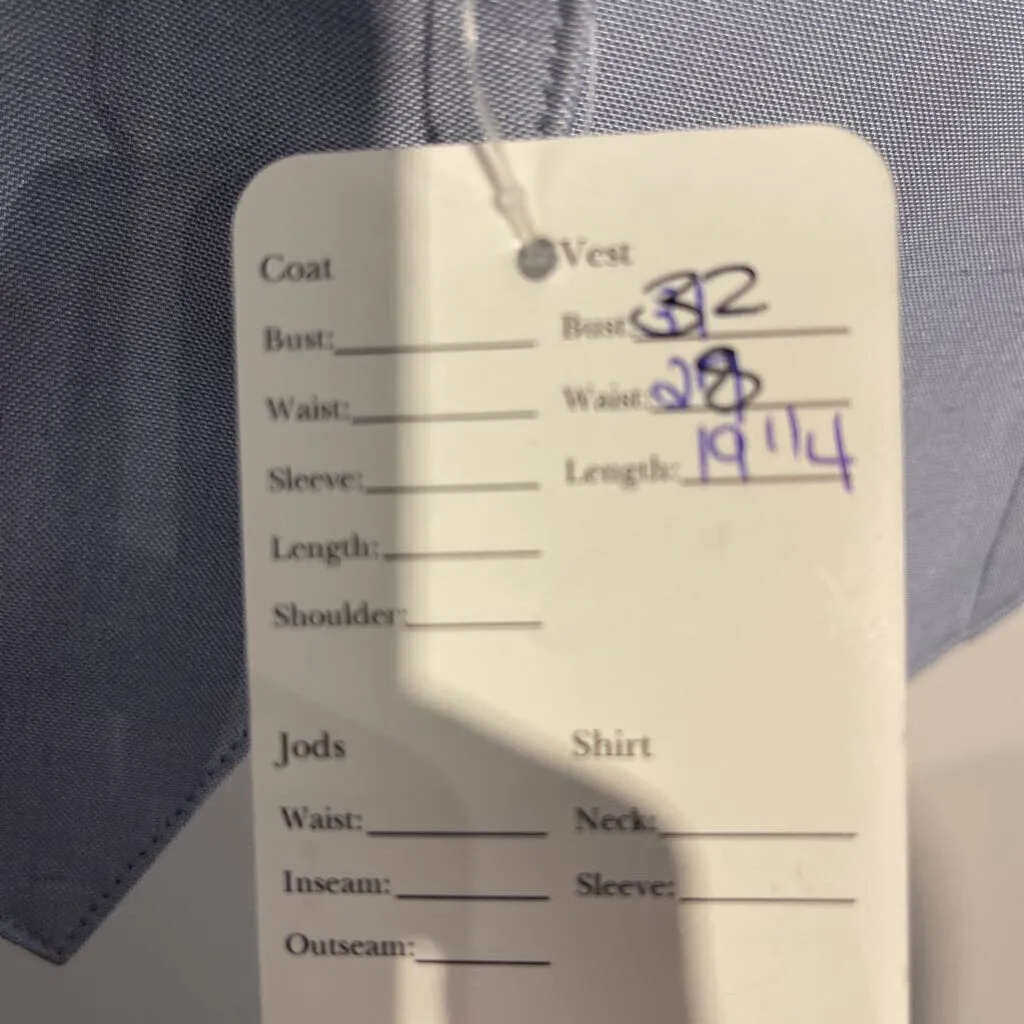 Coat
Bust:
Waist:
Sleeve:
Length:
Shoulder:
Vest
Bust: 32
Waist: 28
Length: 19 1/4
Jods
Waist:
Inseam:
Outseam:
Shirt
Neck:
Sleeve: